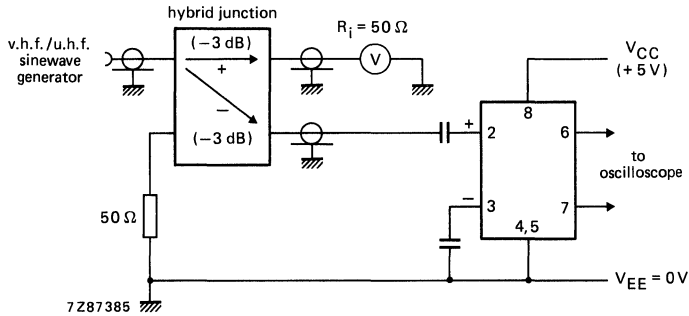 hybrid junction
v.h.f./u.h.f.
sinewave
generator
(−3 dB)
+
−
(−3 dB)
R_i = 50 Ω
V
50 Ω
V_CC
(+ 5 V)
8
+
2
6
−
3
7
4, 5
to
oscilloscope
V_EE = 0 V
7Z87385